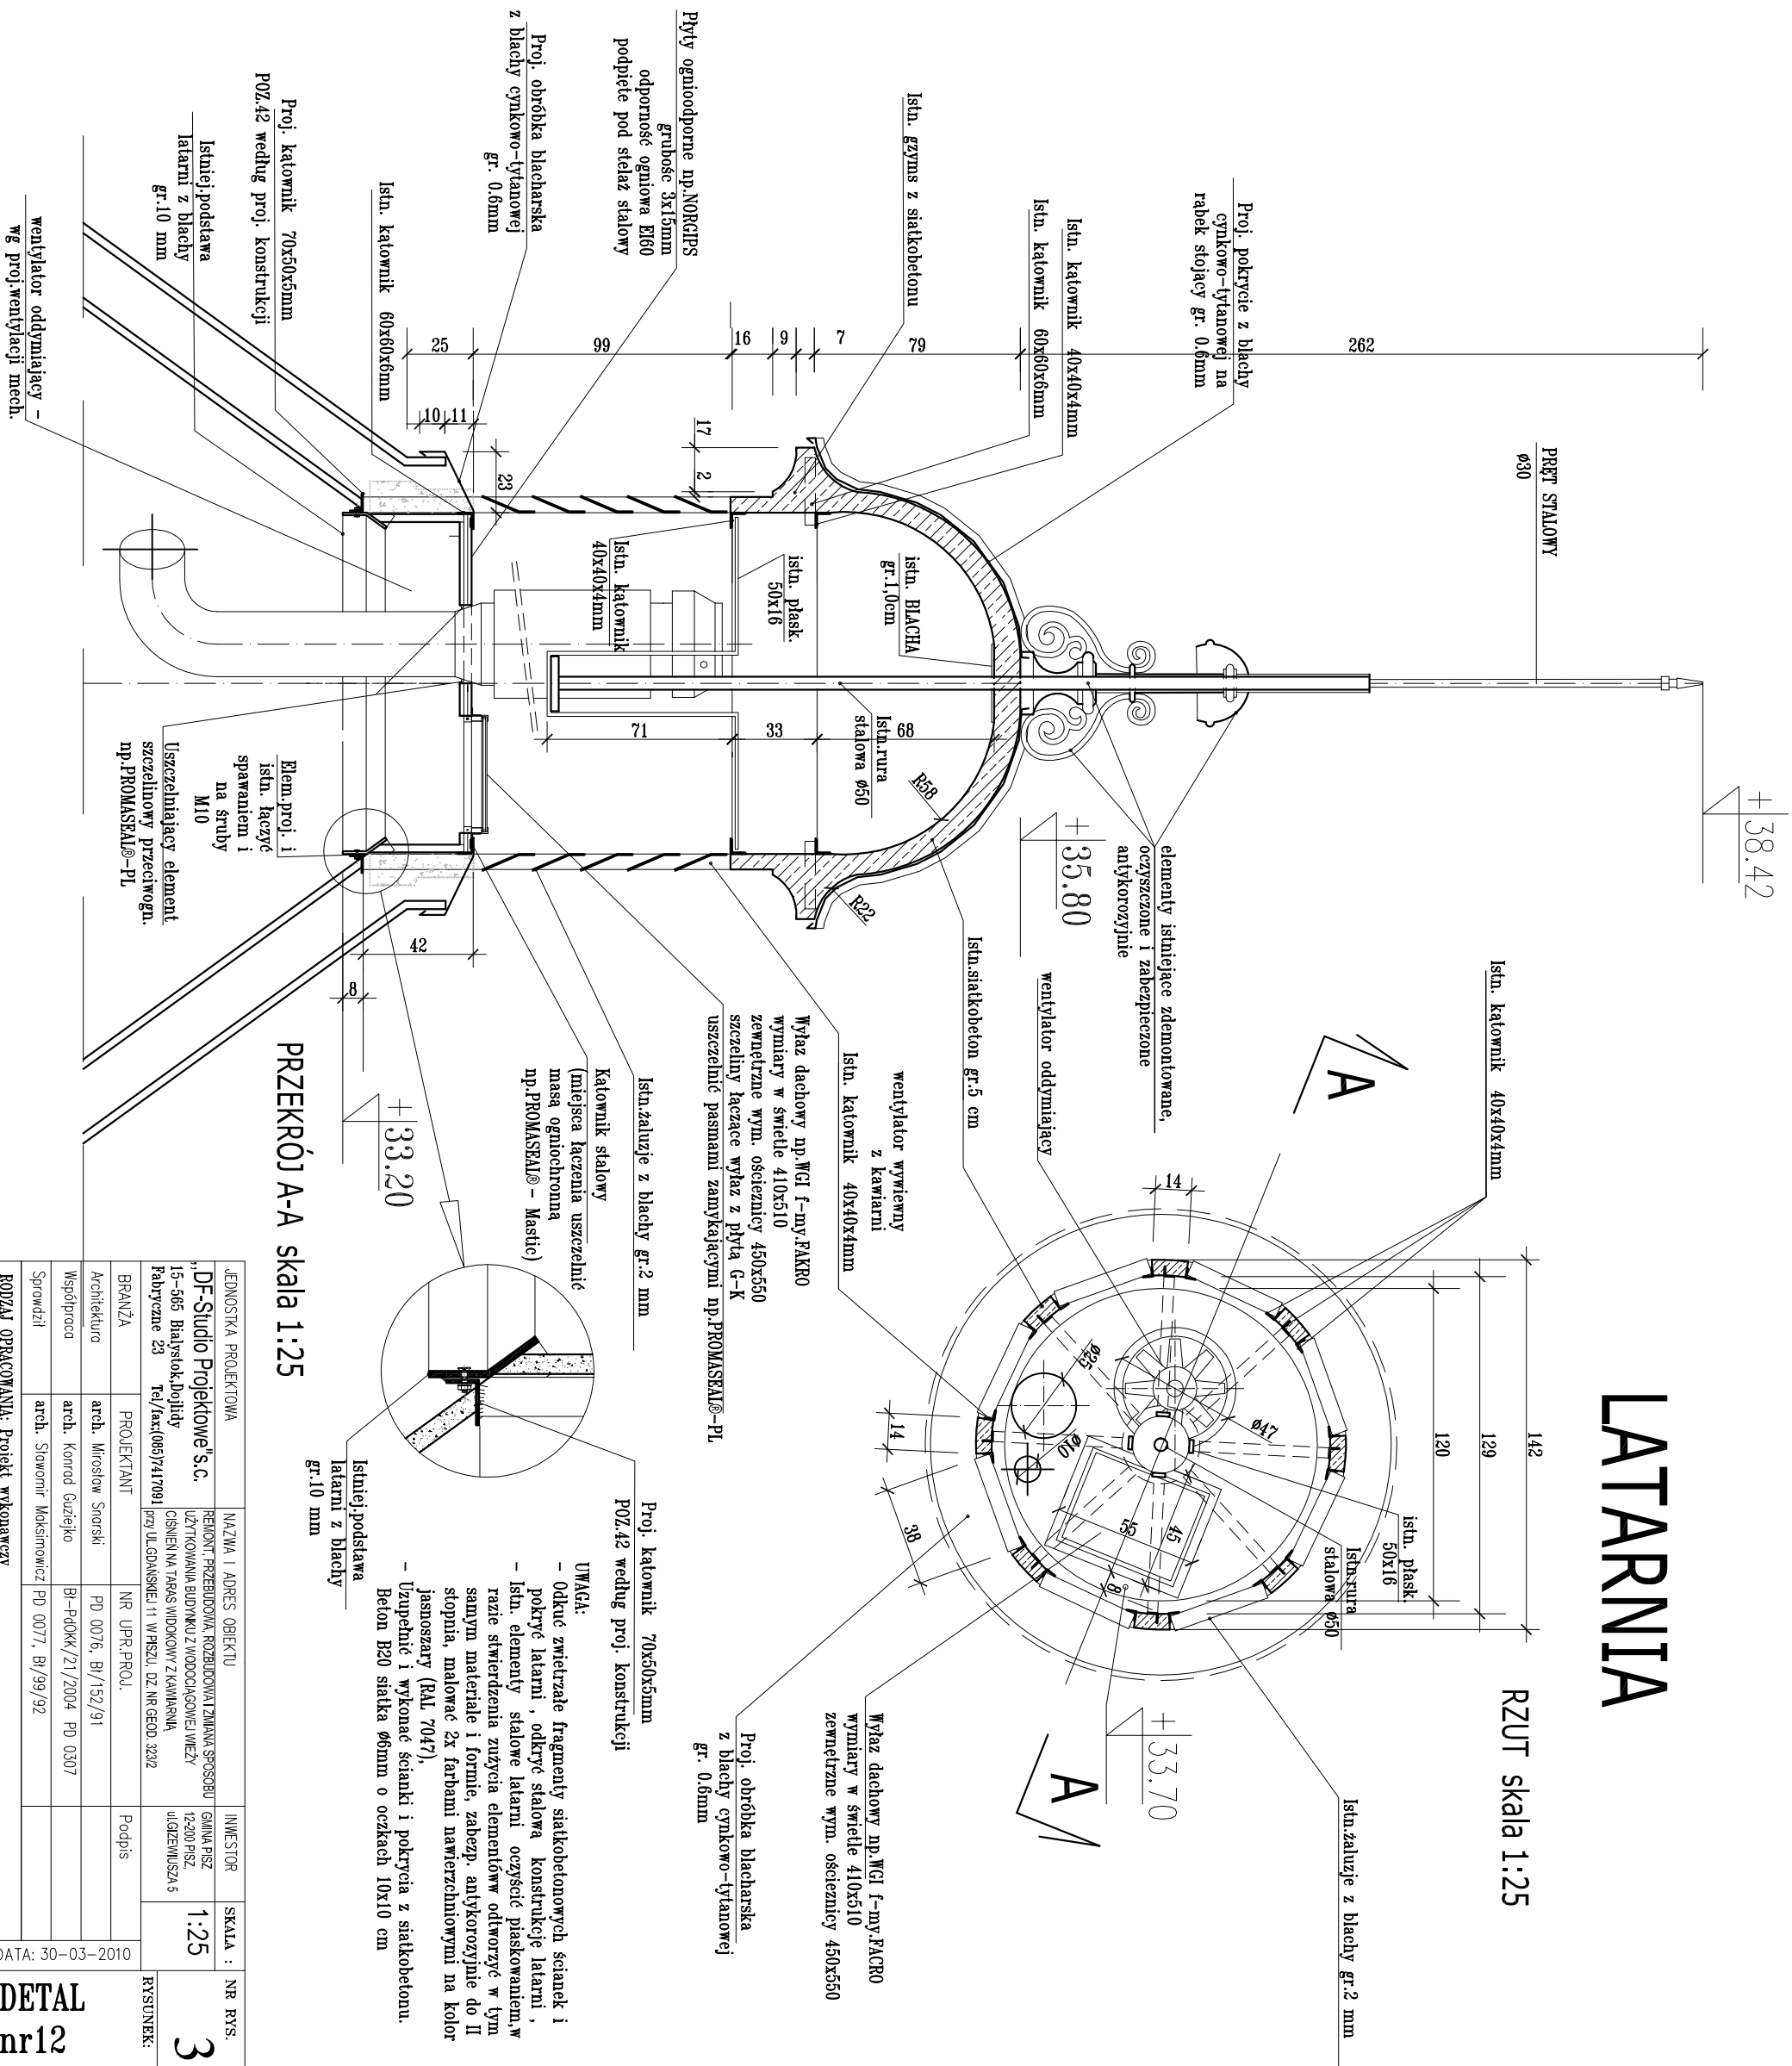 LATARNIA
RZUT skala 1:25
PRZEKRÓJ A-A skala 1:25
+38.42
+35.80
+33.20
+33.70
A
A
PRĘT STALOWY
ø30
Proj. pokrycie z blachy
cynkowo-tytanowej na
rąbek stojący gr. 0.6mm
Istn. kątownik 40x40x4mm
Istn. kątownik 60x60x6mm
Istn. gzyms z siatkobetonu
Płyty ognioodporne np.NORGIPS
grubość 3x15mm
odporność ogniowa EI60
podpięte pod stelaż stalowy
Proj. obróbka blacharska
z blachy cynkowo-tytanowej
gr. 0.6mm
Istn. kątownik 60x60x6mm
Proj. kątownik 70x50x5mm
POZ.42 według proj. konstrukcji
Istniej.podstawa
latarni z blachy
gr.10 mm
wentylator oddymiający -
wg proj.wentylacji mech.
262
79
7
9
16
99
25
10
11
23
17
2
71
33
68
42
8
R58
R22
istn. BLACHA
gr.1,0cm
istn. płask.
50x16
Istn. kątownik
40x40x4mm
Istn.rura
stalowa ø50
Elem.proj. i
istn. łączyć
spawaniem i
na śruby
M10
Uszczelniający element
szczelinowy przeciwogn.
np.PROMASEAL®-PL
elementy istniejące zdemontowane,
oczyszczone i zabezpieczone
antykorozyjnie
wentylator oddymiający
Istn.siatkobeton gr.5 cm
wentylator wywiewny
z kawiarni
Istn. kątownik 40x40x4mm
Wyłaz dachowy np.WGI f-my.FAKRO
wymiary w świetle 410x510
zewnętrzne wym. ościeznicy 450x550
szczeliny łączące wyłaz z płytą G-K
uszczelnić pasmami zamykającymi np.PROMASEAL®-PL
Istn.żaluzje z blachy gr.2 mm
Kątownik stalowy
(miejsca łączenia uszczelnić
masą ogniochronną
np.PROMASEAL® - Mastic)
Istn. kątownik 40x40x4mm
142
129
120
14
14
38
ø25
ø47
ø10
55
45
8
istn. płask.
50x16
Istn.rura
stalowa ø50
Istn.żaluzje z blachy gr.2 mm
Wyłaz dachowy np.WGI f-my.FACRO
wymiary w świetle 410x510
zewnętrzne wym. ościeznicy 450x550
Proj. obróbka blacharska
z blachy cynkowo-tytanowej
gr. 0.6mm
Proj. kątownik 70x50x5mm
POZ.42 według proj. konstrukcji
Istniej.podstawa
latarni z blachy
gr.10 mm
UWAGA:
- Odkuć zwietrzałe fragmenty siatkobetonowych ścianek i
pokryć latarni , odkryć stalową konstrukcję latarni ,
- Istn. elementy stalowe latarni oczyścić piaskowaniem,w
razie stwierdzenia zużycia elementóww odtworzyć w tym
samym materiale i formie, zabezp. antykorozyjnie do II
stopnia, malować 2x farbami nawierzchniowymi na kolor
jasnoszary (RAL 7047),
- Uzupełnić i wykonać ścianki i pokrycia z siatkobetonu.
Beton B20 siatka ø6mm o oczkach 10x10 cm
JEDNOSTKA PROJEKTOWA
„DF-Studio Projektowe"s.c.
15-565 Białystok,Dojlidy
Fabryczne 23 Tel/fax;(085)7417091
NAZWA I ADRES OBIEKTU
REMONT, PRZEBUDOWA, ROZBUDOWA I ZMIANA SPOSOBU
UŻYTKOWANIA BUDYNKU Z WODOCIĄGOWEJ WIEŻY
CIŚNIEŃ NA TARAS WIDOKOWY Z KAWIARNIĄ
przy UL.GDAŃSKIEJ 11 W PISZU, DZ. NR GEOD. 323/2
INWESTOR
GMINA PISZ
12-200 PISZ,
ul.GIZEWIUSZA 5
SKALA :
1:25
NR RYS.
3
BRANŻA
PROJEKTANT
NR UPR.PROJ.
Podpis
Architektura
arch. Mirosław Snarski
PD 0076, Bł/152/91
Współpraca
arch. Konrad Guziejko
Bł-PdOKK/21/2004 PD 0307
Sprawdził
arch. Sławomir Maksimowicz
PD 0077, Bł/99/92
DATA: 30-03-2010
RYSUNEK:
DETAL
nr12
RODZAJ OPRACOWANIA: Projekt wykonawczy